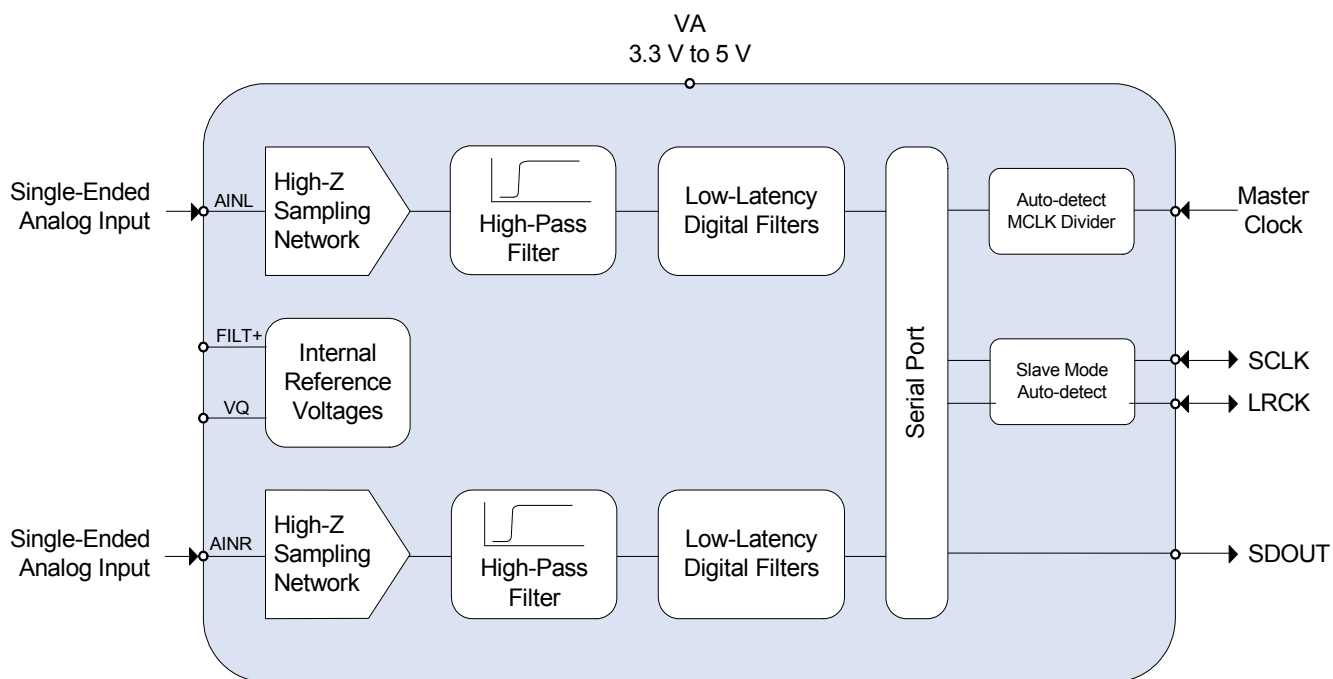 VA
3.3 V to 5 V
Single-Ended
Analog Input
AINL
High-Z
Sampling
Network
High-Pass
Filter
Low-Latency
Digital Filters
Auto-detect
MCLK Divider
Master
Clock
FILT+
VQ
Internal
Reference
Voltages
Serial Port
Slave Mode
Auto-detect
SCLK
LRCK
Single-Ended
Analog Input
AINR
High-Z
Sampling
Network
High-Pass
Filter
Low-Latency
Digital Filters
SDOUT